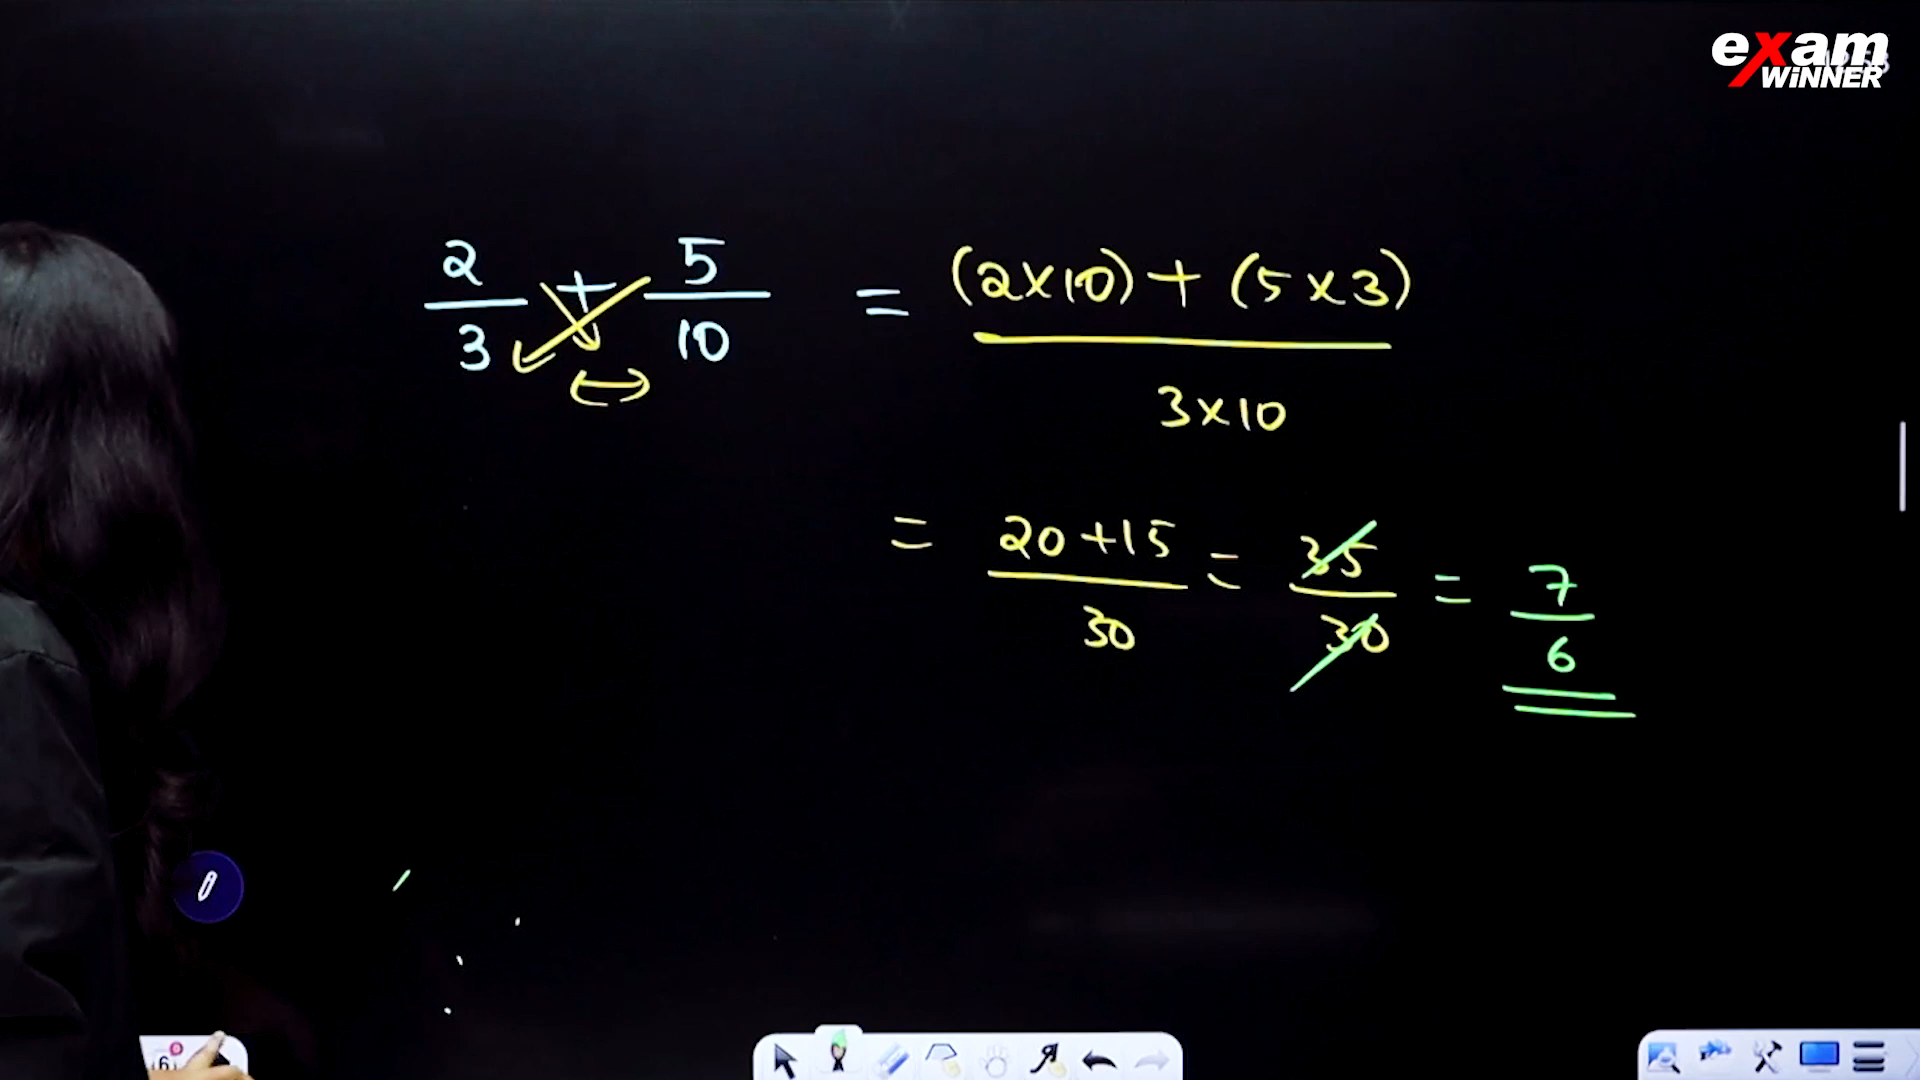 exam
WiNNER
2/3 + 5/10 = (2×10) + (5×3) / 3×10
= 20+15 / 30 = 35/30 = 7/6